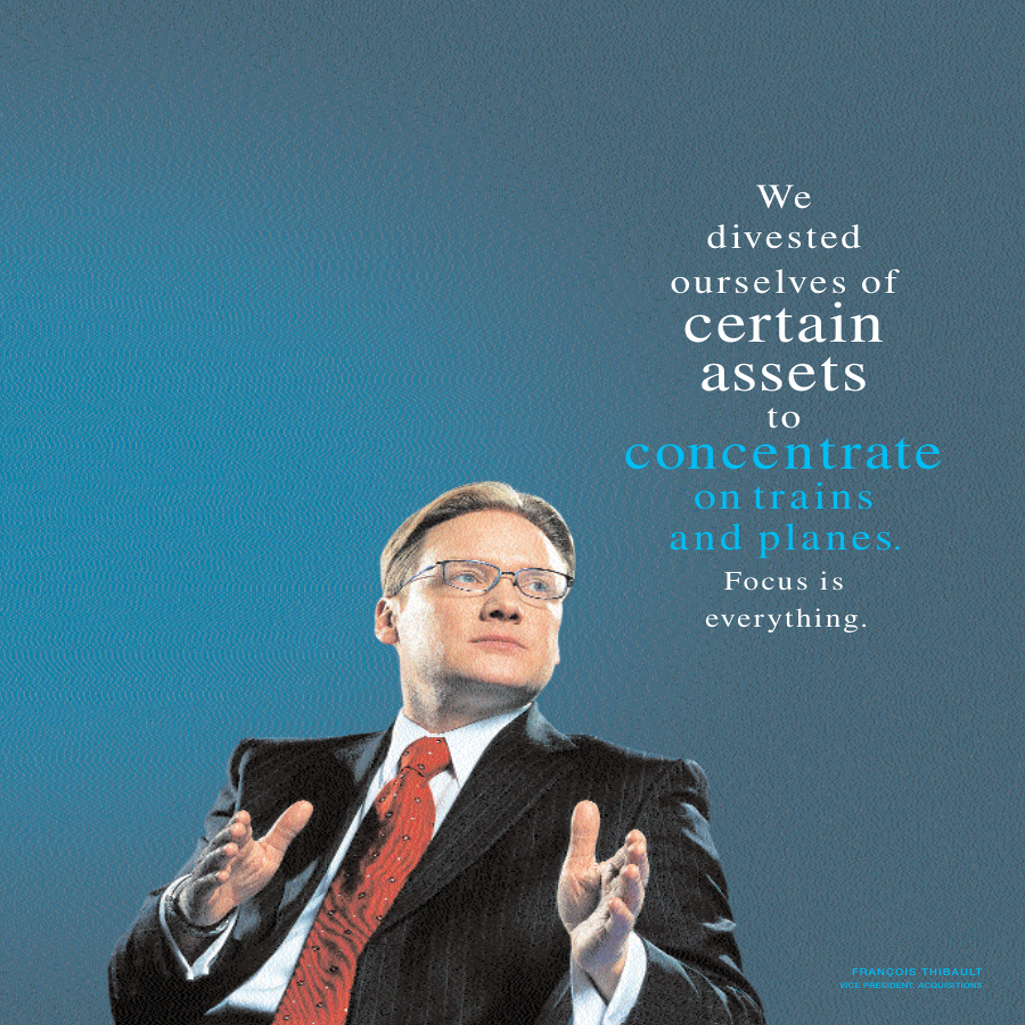 We
divested
ourselves of
certain
assets
to
concentrate
on trains
and planes.
Focus is
everything.
FRANÇOIS THIBAULT
VICE PRESIDENT, ACQUISITIONS